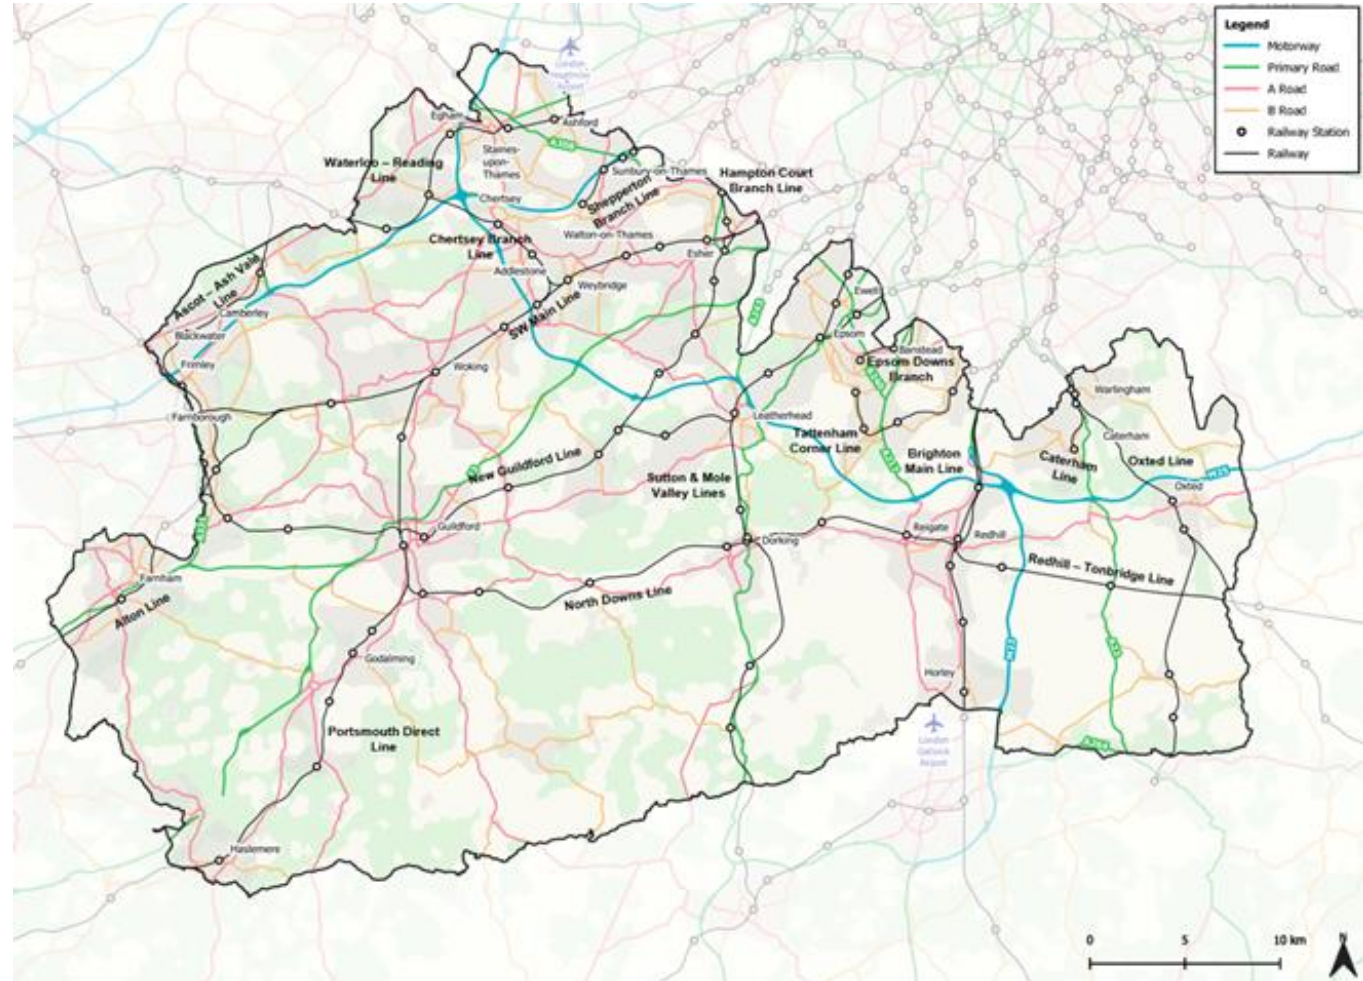 Legend
Motorway
Primary Road
A Road
B Road
Railway Station
Railway
London
Heathrow
Airport
Egham
Ashford
Staines-
upon-
Thames
Waterloo – Reading
Line
Sunbury-on-Thames
Hampton Court
Branch Line
Chertsey
Shepperton
Branch Line
Walton-on-Thames
Chertsey Branch
Line
Esher
Addlestone
Weybridge
Ascot – Ash Vale
Line
Camberley
SW Main Line
Blackwater
Frimley
Ewell
Epsom
Banstead
Epsom Downs
Branch
Woking
Farnborough
Leatherhead
Tattenham
Corner Line
Warlingham
Caterham
Brighton
Main Line
Caterham
Line
Oxted Line
M25
Oxted
New Guildford Line
Sutton & Mole
Valley Lines
Guildford
Dorking
Reigate
Redhill
Redhill – Tonbridge Line
Farnham
Alton Line
North Downs Line
Godalming
M23
Horley
Portsmouth Direct
Line
London
Gatwick
Airport
Haslemere
0 5 10 km
N